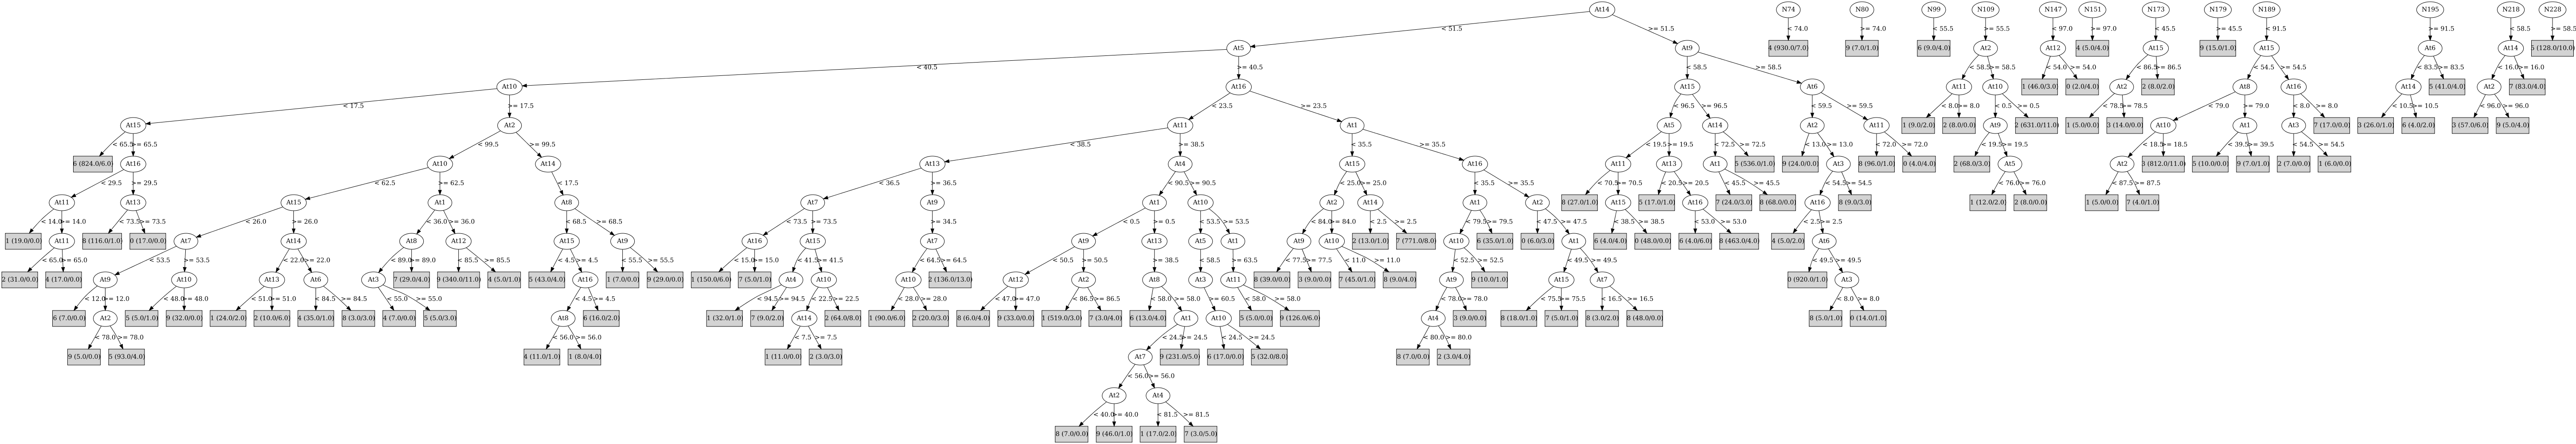 At14 N74 N80 N99 N109 N147 N151 N173 N179 N189 N195 N218 N228
< 51.5 >= 51.5 < 74.0 >= 74.0 < 55.5 >= 55.5 < 97.0 >= 97.0 < 45.5 >= 45.5 < 91.5 >= 91.5 < 58.5 >= 58.5
At5 At9 4 (930.0/7.0) 9 (7.0/1.0) 6 (9.0/4.0) At2 At12 4 (5.0/4.0) At15 9 (15.0/1.0) At15 At6 At14 5 (128.0/10.0)
< 40.5 >= 40.5 < 58.5 >= 58.5 < 58.5 >= 58.5 < 54.0 >= 54.0 < 86.5 >= 86.5 < 54.5 >= 54.5 < 83.5 >= 83.5 < 16.0 >= 16.0
At10 At16 At15 At6 At11 At10 1 (46.0/3.0) 0 (2.0/4.0) At2 2 (8.0/2.0) At8 At16 At14 5 (41.0/4.0) At2 7 (83.0/4.0)
< 17.5 >= 17.5 < 23.5 >= 23.5 < 96.5 >= 96.5 < 59.5 >= 59.5 < 8.0 >= 8.0 < 0.5 >= 0.5 < 78.5 >= 78.5 < 79.0 >= 79.0 < 8.0 >= 8.0 < 10.5 >= 10.5 < 96.0 >= 96.0
At15 At2 At11 At1 At5 At14 At2 At11 1 (9.0/2.0) 2 (8.0/0.0) At9 2 (631.0/11.0) 1 (5.0/0.0) 3 (14.0/0.0) At10 At1 At3 7 (17.0/0.0) 3 (26.0/1.0) 6 (4.0/2.0) 3 (57.0/6.0) 9 (5.0/4.0)
< 65.5 >= 65.5 < 99.5 >= 99.5 < 38.5 >= 38.5 < 35.5 >= 35.5 < 19.5 >= 19.5 < 72.5 >= 72.5 < 13.0 >= 13.0 < 72.0 >= 72.0 < 19.5 >= 19.5 < 18.5 >= 18.5 < 39.5 >= 39.5 < 54.5 >= 54.5
6 (824.0/6.0) At16 At10 At14 At13 At4 At15 At16 At11 At13 At1 5 (536.0/1.0) 9 (24.0/0.0) At3 8 (96.0/1.0) 0 (4.0/4.0) 2 (68.0/3.0) At5 At2 3 (812.0/11.0) 5 (10.0/0.0) 9 (7.0/1.0) 2 (7.0/0.0) 1 (6.0/0.0)
< 29.5 >= 29.5 < 62.5 >= 62.5 < 17.5 < 36.5 >= 36.5 < 90.5 >= 90.5 < 25.0 >= 25.0 < 35.5 >= 35.5 < 70.5 >= 70.5 < 20.5 >= 20.5 < 45.5 >= 45.5 < 54.5 >= 54.5 < 76.0 >= 76.0 < 87.5 >= 87.5
At11 At13 At15 At1 At8 At7 At9 At1 At10 At2 At14 At1 At2 8 (27.0/1.0) At15 5 (17.0/1.0) At16 7 (24.0/3.0) 8 (68.0/0.0) At16 8 (9.0/3.0) 1 (12.0/2.0) 2 (8.0/0.0) 1 (5.0/0.0) 7 (4.0/1.0)
< 14.0 >= 14.0 < 73.5 >= 73.5 < 26.0 >= 26.0 < 36.0 >= 36.0 < 68.5 >= 68.5 < 73.5 >= 73.5 >= 34.5 < 0.5 >= 0.5 < 53.5 >= 53.5 < 84.0 >= 84.0 < 2.5 >= 2.5 < 79.5 >= 79.5 < 47.5 >= 47.5 < 38.5 >= 38.5 < 53.0 >= 53.0 < 2.5 >= 2.5
1 (19.0/0.0) At11 8 (116.0/1.0) 0 (17.0/0.0) At7 At14 At8 At12 At15 At9 At16 At15 At7 At9 At13 At5 At1 At9 At10 2 (13.0/1.0) 7 (771.0/8.0) At10 6 (35.0/1.0) 0 (6.0/3.0) At1 6 (4.0/4.0) 0 (48.0/0.0) 6 (4.0/6.0) 8 (463.0/4.0) 4 (5.0/2.0) At6
< 65.0 >= 65.0 < 53.5 >= 53.5 < 22.0 >= 22.0 < 89.0 >= 89.0 < 85.5 >= 85.5 < 4.5 >= 4.5 < 55.5 >= 55.5 < 15.0 >= 15.0 < 41.5 >= 41.5 < 64.5 >= 64.5 < 50.5 >= 50.5 >= 38.5 < 58.5 >= 63.5 < 77.5 >= 77.5 < 11.0 >= 11.0 < 52.5 >= 52.5 < 49.5 >= 49.5 < 49.5 >= 49.5
2 (31.0/0.0) 4 (17.0/0.0) At9 At10 At13 At6 At3 7 (29.0/4.0) 9 (340.0/11.0) 4 (5.0/1.0) 5 (43.0/4.0) At16 1 (7.0/0.0) 9 (29.0/0.0) 1 (150.0/6.0) 7 (5.0/1.0) At4 At10 At10 2 (136.0/13.0) At12 At2 At8 At3 At11 8 (39.0/0.0) 3 (9.0/0.0) 7 (45.0/1.0) 8 (9.0/4.0) At9 9 (10.0/1.0) At15 At7 0 (920.0/1.0) At3
< 12.0 >= 12.0 < 48.0 >= 48.0 < 51.0 >= 51.0 < 84.5 >= 84.5 < 55.0 >= 55.0 < 4.5 >= 4.5 < 94.5 >= 94.5 < 22.5 >= 22.5 < 28.0 >= 28.0 < 47.0 >= 47.0 < 86.5 >= 86.5 < 58.0 >= 58.0 >= 60.5 < 58.0 >= 58.0 < 78.0 >= 78.0 < 75.5 >= 75.5 < 16.5 >= 16.5 < 8.0 >= 8.0
6 (7.0/0.0) At2 5 (5.0/1.0) 9 (32.0/0.0) 1 (24.0/2.0) 2 (10.0/6.0) 4 (35.0/1.0) 8 (3.0/3.0) 4 (7.0/0.0) 5 (5.0/3.0) At8 6 (16.0/2.0) 1 (32.0/1.0) 7 (9.0/2.0) At14 2 (64.0/8.0) 1 (90.0/6.0) 2 (20.0/3.0) 8 (6.0/4.0) 9 (33.0/0.0) 1 (519.0/3.0) 7 (3.0/4.0) 6 (13.0/4.0) At1 At10 5 (5.0/0.0) 9 (126.0/6.0) At4 3 (9.0/0.0) 8 (18.0/1.0) 7 (5.0/1.0) 8 (3.0/2.0) 8 (48.0/0.0) 8 (5.0/1.0) 0 (14.0/1.0)
< 78.0 >= 78.0 < 56.0 >= 56.0 < 7.5 >= 7.5 < 24.5 >= 24.5 < 24.5 >= 24.5 < 80.0 >= 80.0
9 (5.0/0.0) 5 (93.0/4.0) 4 (11.0/1.0) 1 (8.0/4.0) 1 (11.0/0.0) 2 (3.0/3.0) At7 9 (231.0/5.0) 6 (17.0/0.0) 5 (32.0/8.0) 8 (7.0/0.0) 2 (3.0/4.0)
< 56.0 >= 56.0
At2 At4
< 40.0 >= 40.0 < 81.5 >= 81.5
8 (7.0/0.0) 9 (46.0/1.0) 1 (17.0/2.0) 7 (3.0/5.0)